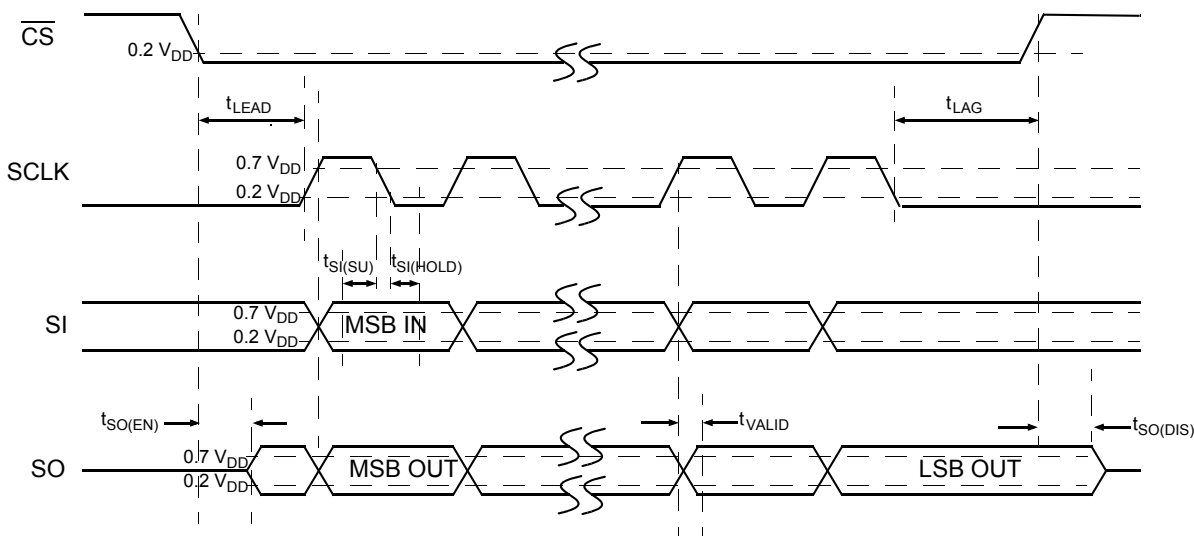 CS
0.2 VDD
tLEAD
tLAG
SCLK
0.7 VDD
0.2 VDD
tSI(SU)
tSI(HOLD)
SI
0.7 VDD
MSB IN
0.2 VDD
tSO(EN)
tVALID
tSO(DIS)
SO
0.7 VDD
MSB OUT
LSB OUT
0.2 VDD